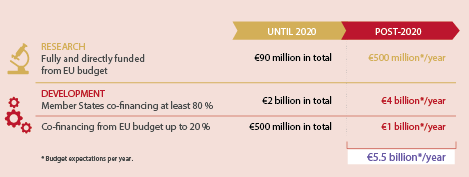 UNTIL 2020 POST-2020
RESEARCH
Fully and directly funded
from EU budget
€90 million in total €500 million*/year
DEVELOPMENT
Member States co-financing at least 80 % €2 billion in total €4 billion*/year
Co-financing from EU budget up to 20 % €500 million in total €1 billion*/year
* Budget expectations per year. €5.5 billion*/year